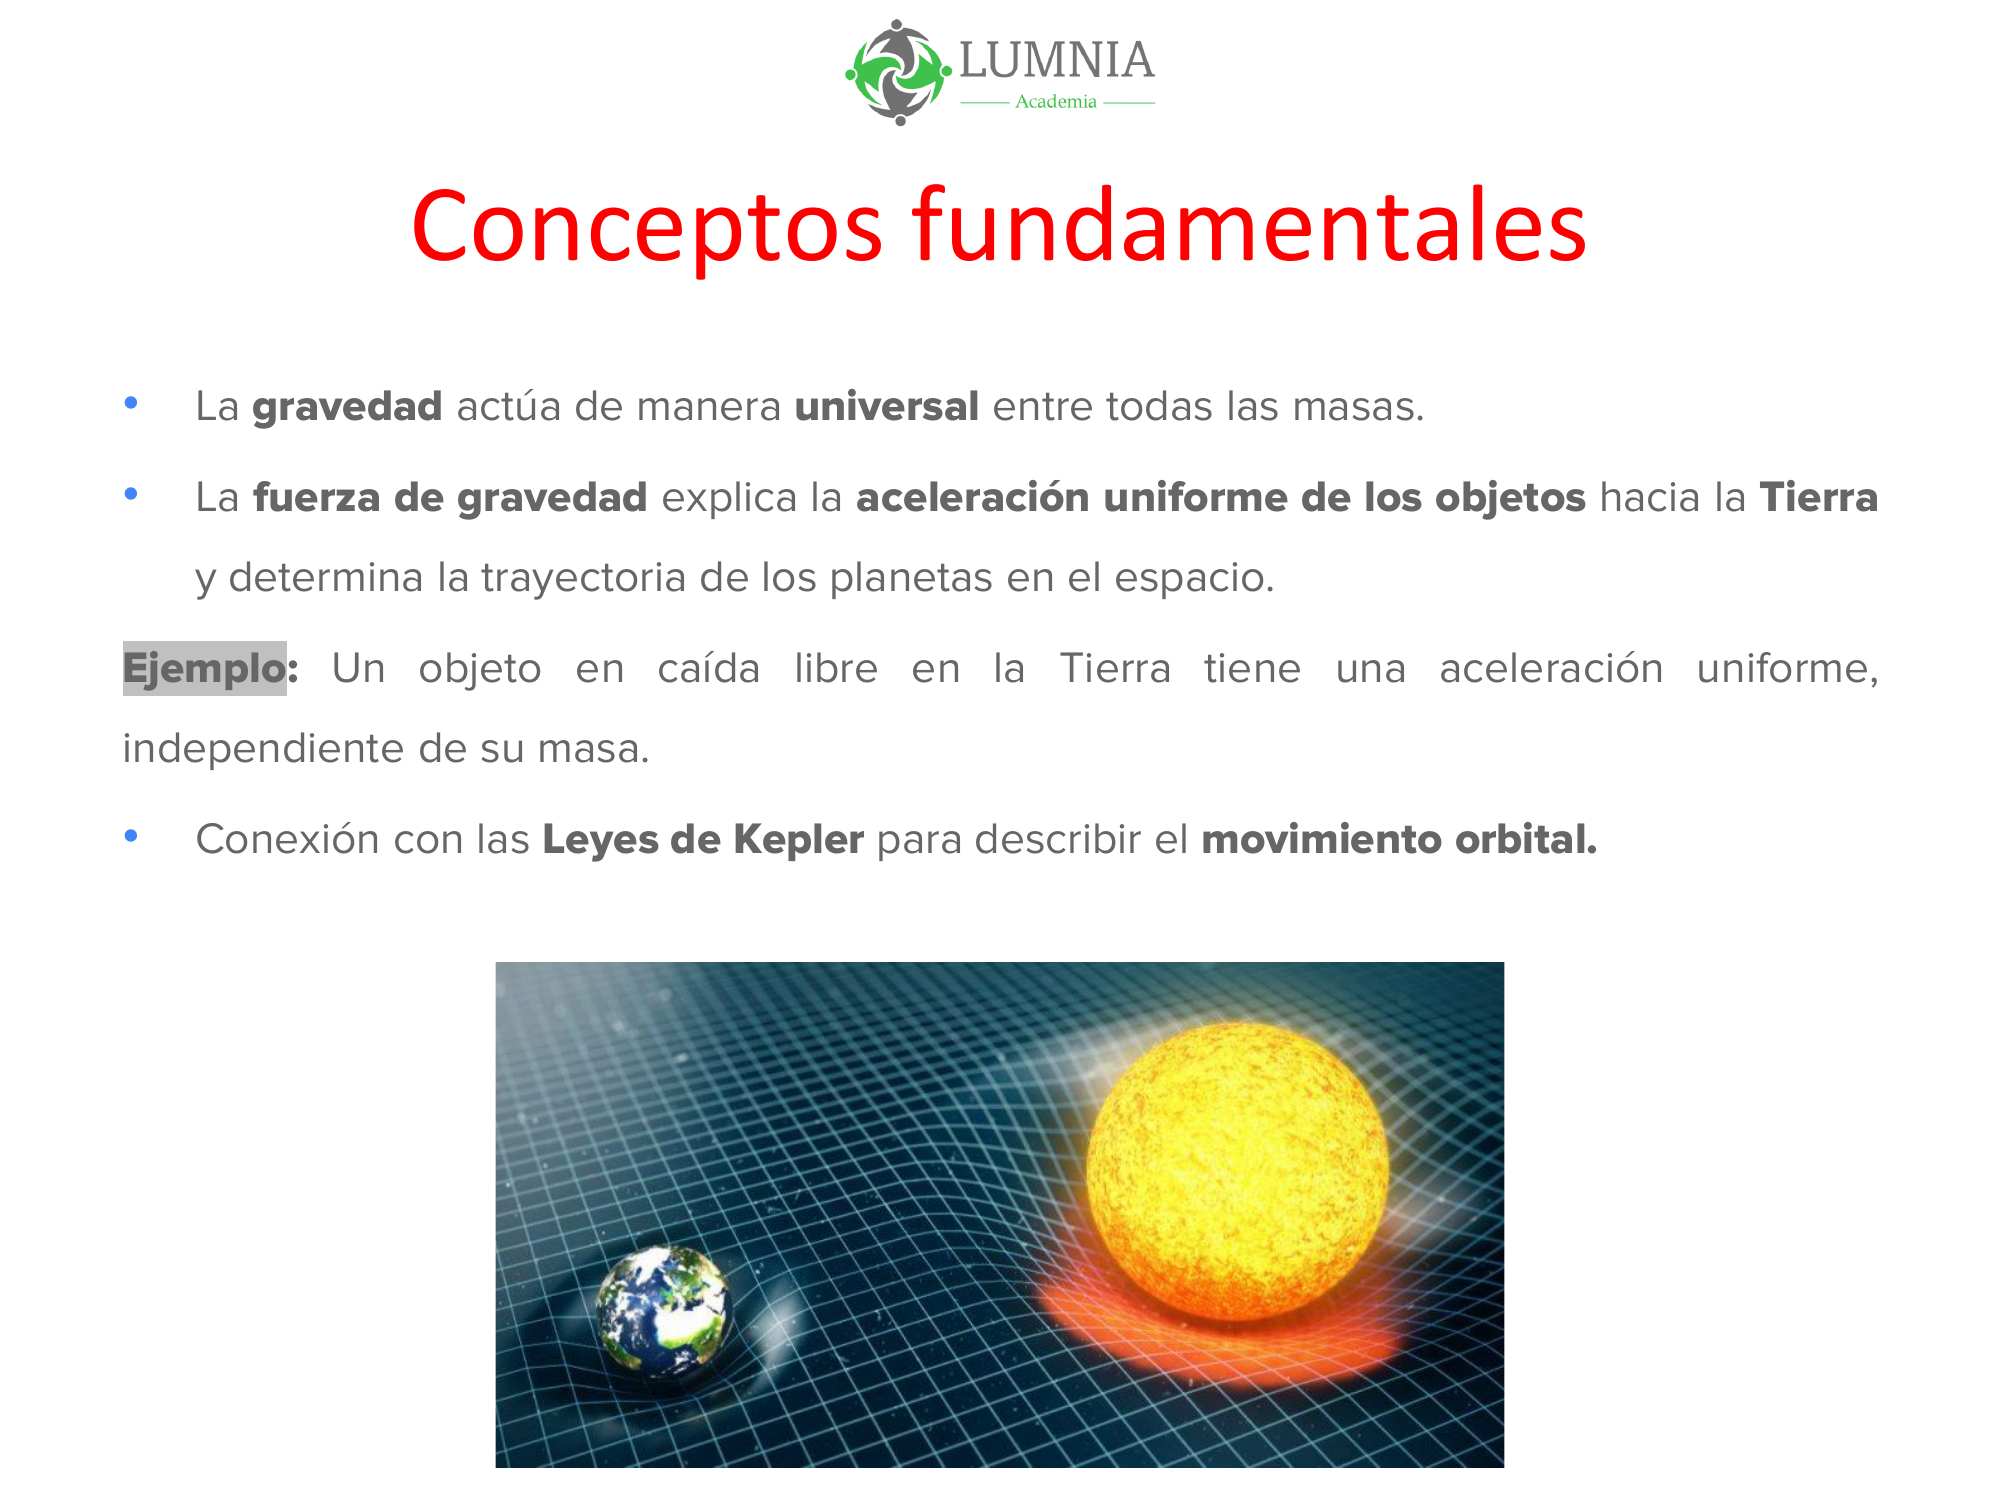 LUMNIA
Academia
Conceptos fundamentales
• La gravedad actúa de manera universal entre todas las masas.
• La fuerza de gravedad explica la aceleración uniforme de los objetos hacia la Tierra
y determina la trayectoria de los planetas en el espacio.
Ejemplo: Un objeto en caída libre en la Tierra tiene una aceleración uniforme,
independiente de su masa.
• Conexión con las Leyes de Kepler para describir el movimiento orbital.